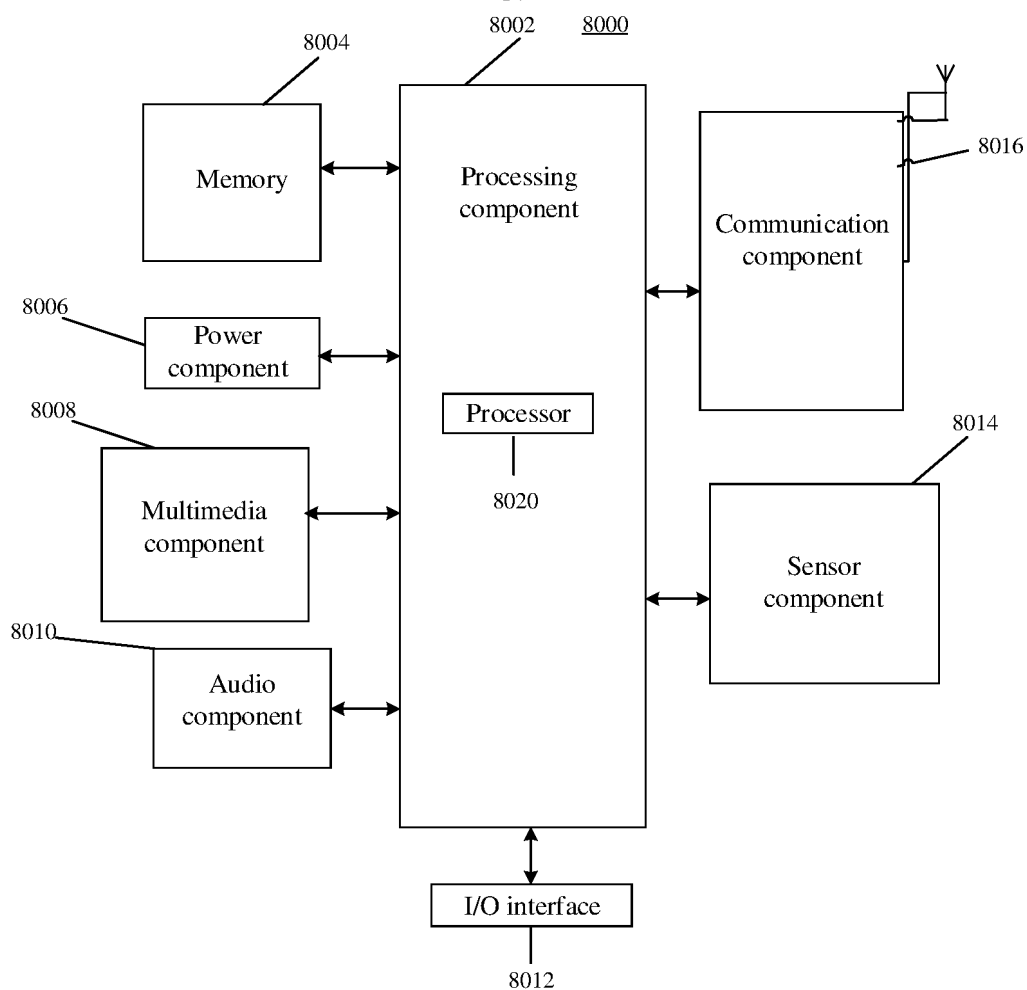 8002
8000
8004
8016
Memory
Processing
component
Communication
component
8006
Power
component
8008
Processor
8014
8020
Multimedia
component
Sensor
component
8010
Audio
component
I/O interface
8012